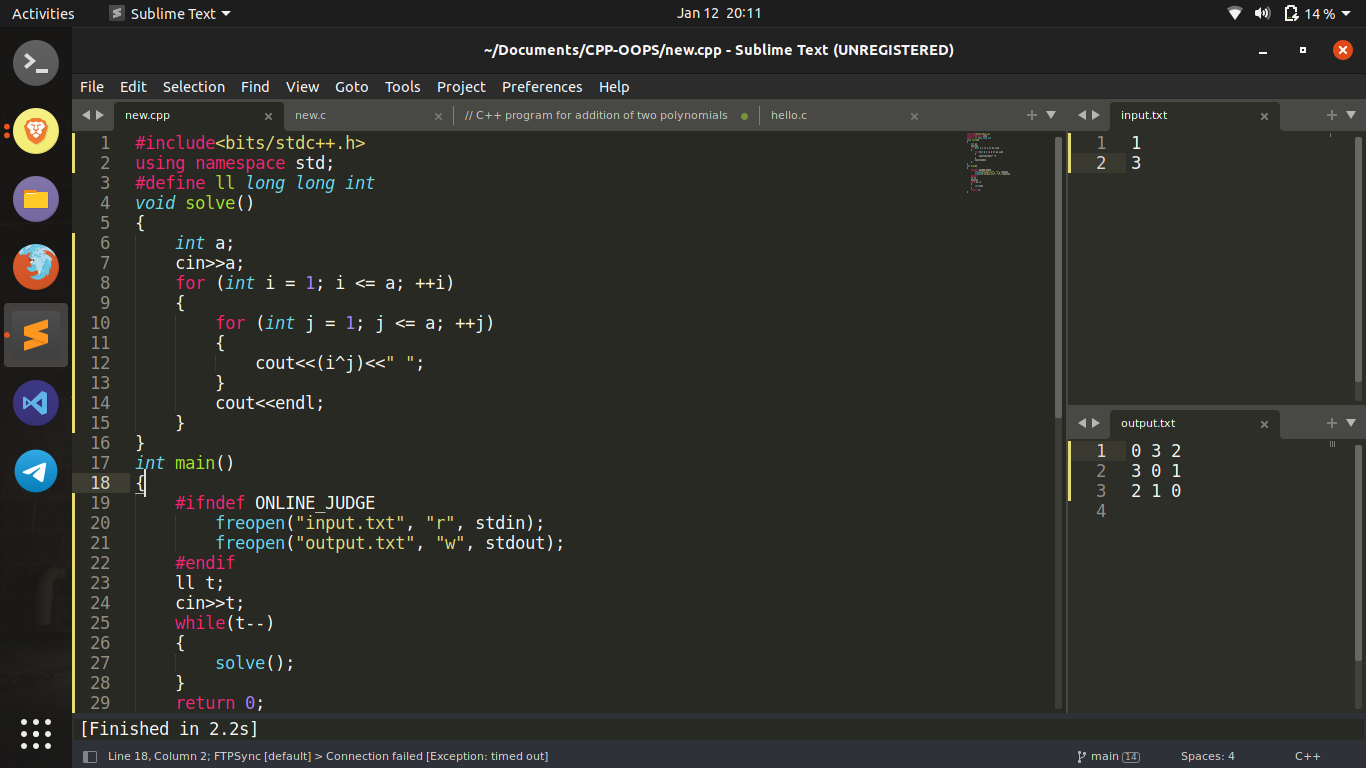 Activities Sublime Text Jan 12 20:11 14 %
~/Documents/CPP-OOPS/new.cpp - Sublime Text (UNREGISTERED)
File Edit Selection Find View Goto Tools Project Preferences Help
new.cpp new.c // C++ program for addition of two polynomials hello.c
1 #include<bits/stdc++.h>
2 using namespace std;
3 #define ll long long int
4 void solve()
5 {
6 int a;
7 cin>>a;
8 for (int i = 1; i <= a; ++i)
9 {
10 for (int j = 1; j <= a; ++j)
11 {
12 cout<<(i^j)<<" ";
13 }
14 cout<<endl;
15 }
16 }
17 int main()
18 {
19 #ifndef ONLINE_JUDGE
20 freopen("input.txt", "r", stdin);
21 freopen("output.txt", "w", stdout);
22 #endif
23 ll t;
24 cin>>t;
25 while(t--)
26 {
27 solve();
28 }
29 return 0;
input.txt
1 1
2 3
output.txt
1 0 3 2
2 3 0 1
3 2 1 0
4
[Finished in 2.2s]
Line 18, Column 2; FTPSync [default] > Connection failed [Exception: timed out] main 14 Spaces: 4 C++